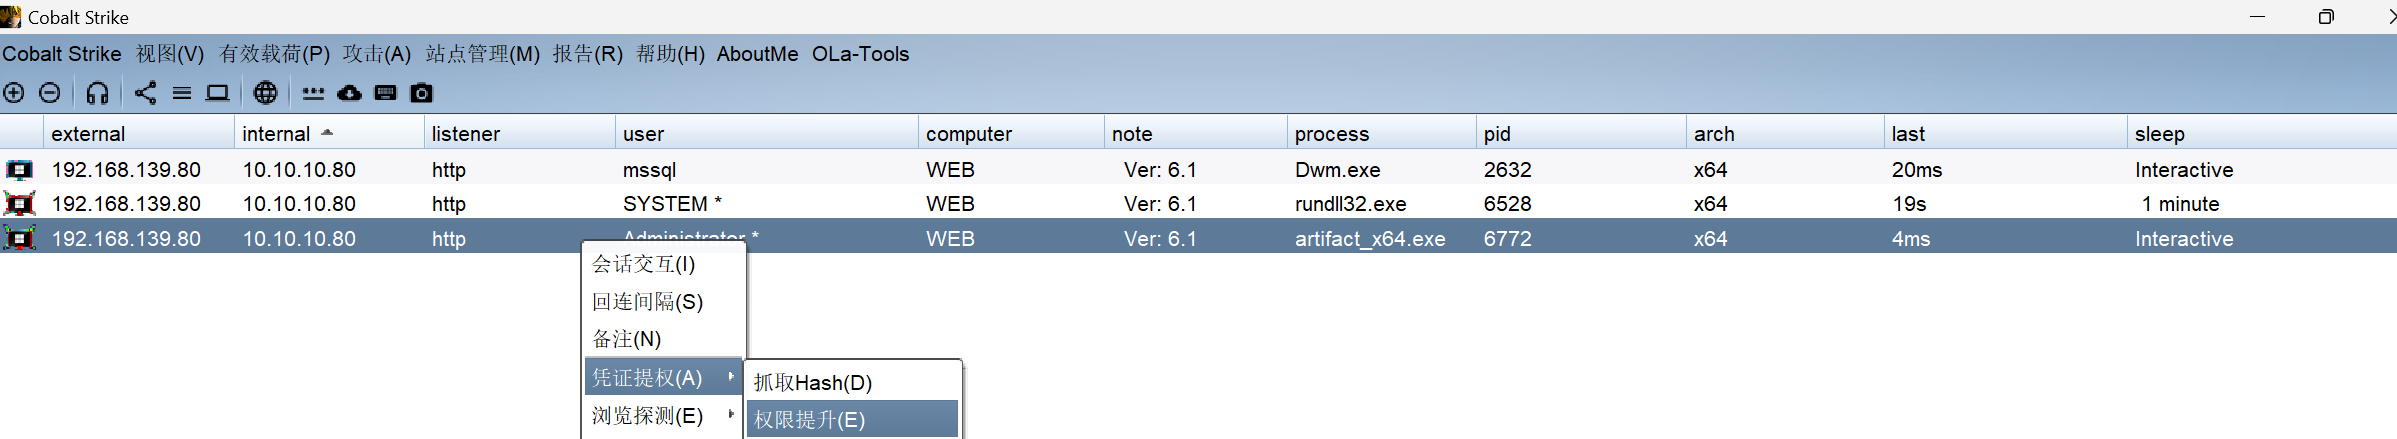 Cobalt Strike
Cobalt Strike 视图(V) 有效载荷(P) 攻击(A) 站点管理(M) 报告(R) 帮助(H) AboutMe OLa-Tools
external internal listener user computer note process pid arch last sleep
192.168.139.80 10.10.10.80 http mssql WEB Ver: 6.1 Dwm.exe 2632 x64 20ms Interactive
192.168.139.80 10.10.10.80 http SYSTEM * WEB Ver: 6.1 rundll32.exe 6528 x64 19s 1 minute
192.168.139.80 10.10.10.80 http Administrator * WEB Ver: 6.1 artifact_x64.exe 6772 x64 4ms Interactive
会话交互(I)
回连间隔(S)
备注(N)
凭证提权(A) 抓取Hash(D)
浏览探测(E) 权限提升(E)